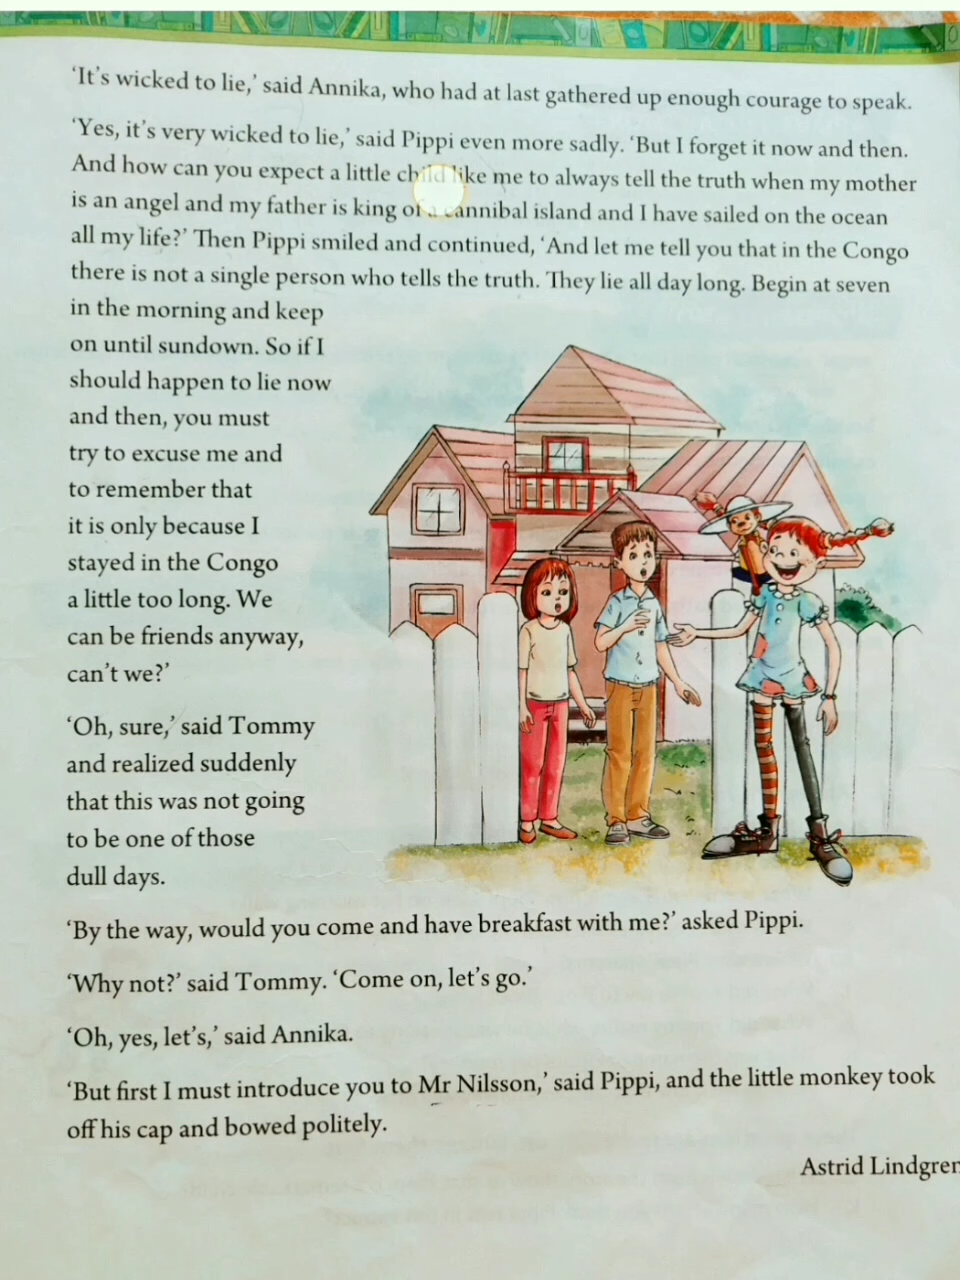 ‘It’s wicked to lie,’ said Annika, who had at last gathered up enough courage to speak.
‘Yes, it’s very wicked to lie,’ said Pippi even more sadly. ‘But I forget it now and then.
And how can you expect a little child like me to always tell the truth when my mother
is an angel and my father is king of a cannibal island and I have sailed on the ocean
all my life?’ Then Pippi smiled and continued, ‘And let me tell you that in the Congo
there is not a single person who tells the truth. They lie all day long. Begin at seven
in the morning and keep
on until sundown. So if I
should happen to lie now
and then, you must
try to excuse me and
to remember that
it is only because I
stayed in the Congo
a little too long. We
can be friends anyway,
can’t we?’
‘Oh, sure,’ said Tommy
and realized suddenly
that this was not going
to be one of those
dull days.
‘By the way, would you come and have breakfast with me?’ asked Pippi.
‘Why not?’ said Tommy. ‘Come on, let’s go.’
‘Oh, yes, let’s,’ said Annika.
‘But first I must introduce you to Mr Nilsson,’ said Pippi, and the little monkey took
off his cap and bowed politely.
Astrid Lindgren